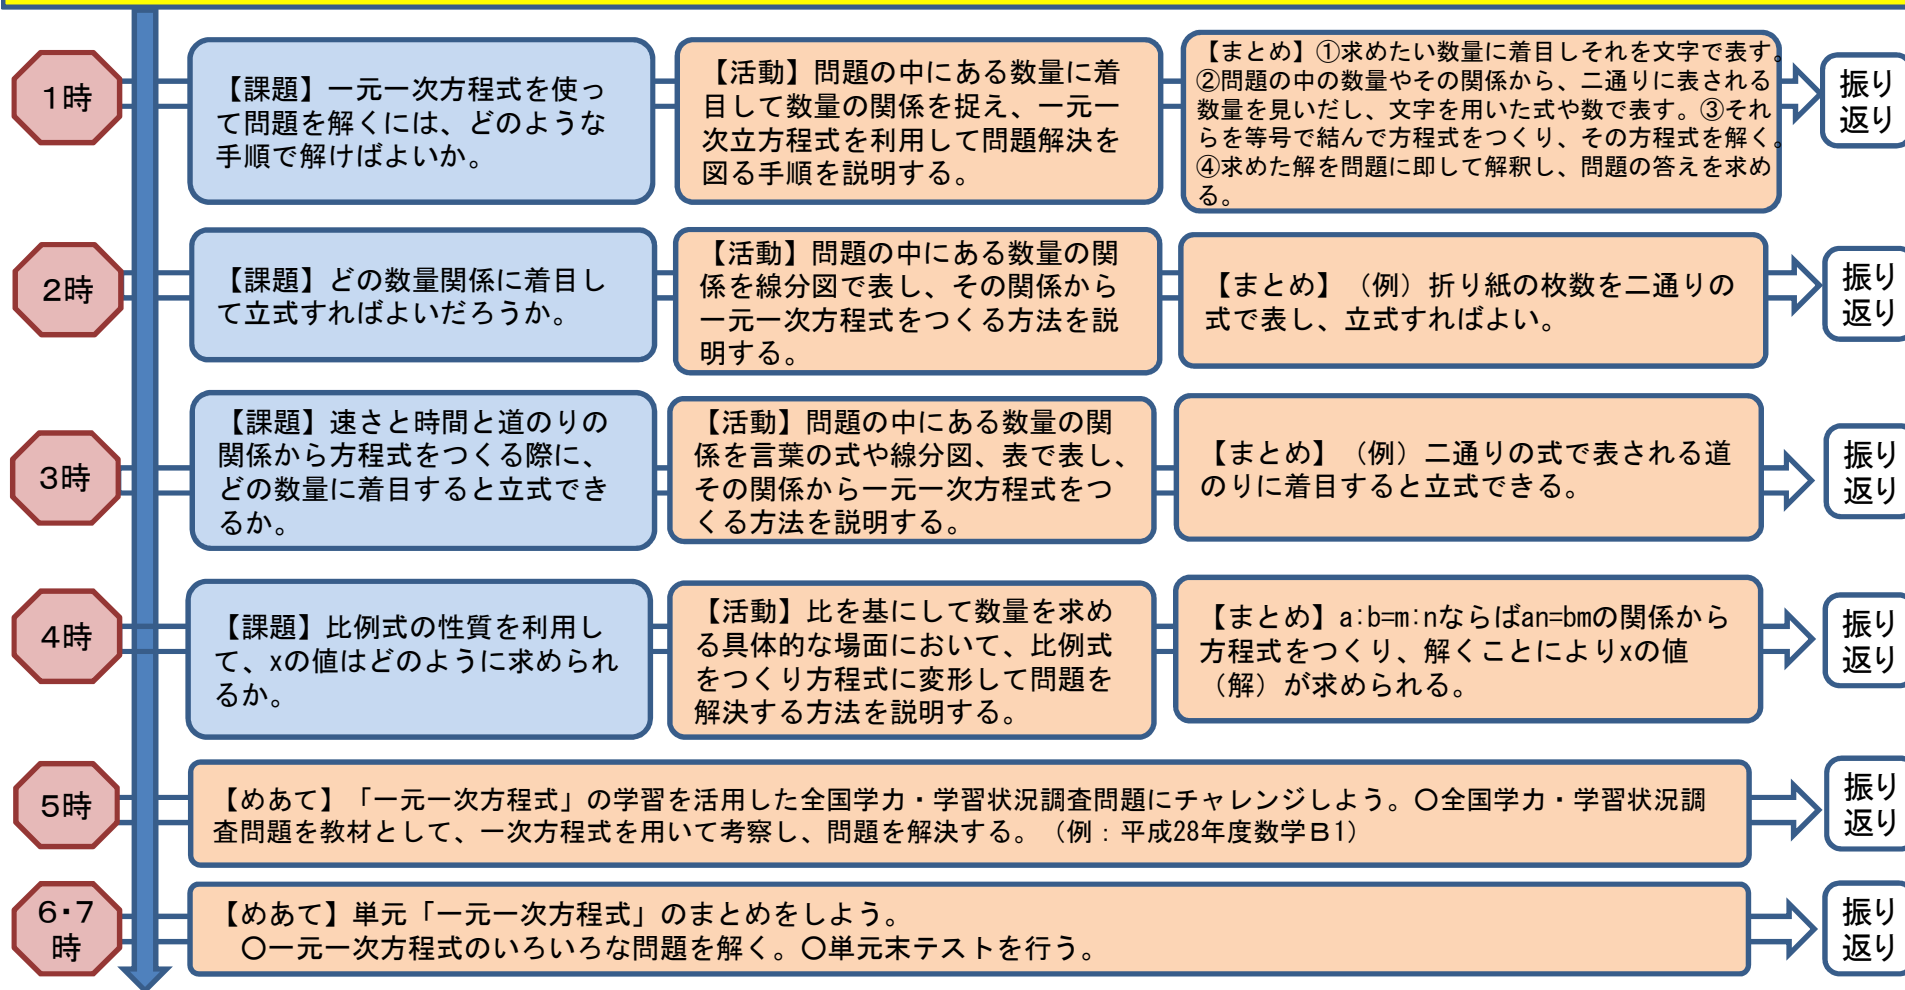 1時
【課題】一元一次方程式を使っ
て問題を解くには、どのような
手順で解けばよいか。
【活動】問題の中にある数量に着
目して数量の関係を捉え、一元一
次立方程式を利用して問題解決を
図る手順を説明する。
【まとめ】①求めたい数量に着目しそれを文字で表す。
②問題の中の数量やその関係から、二通りに表される
数量を見いだし、文字を用いた式や数で表す。③それ
らを等号で結んで方程式をつくり、その方程式を解く。
④求めた解を問題に即して解釈し、問題の答えを求め
る。
振り
返り
2時
【課題】どの数量関係に着目し
て立式すればよいだろうか。
【活動】問題の中にある数量の関
係を線分図で表し、その関係から
一元一次方程式をつくる方法を説
明する。
【まとめ】（例）折り紙の枚数を二通りの
式で表し、立式すればよい。
振り
返り
3時
【課題】速さと時間と道のりの
関係から方程式をつくる際に、
どの数量に着目すると立式でき
るか。
【活動】問題の中にある数量の関
係を言葉の式や線分図、表で表し、
その関係から一元一次方程式をつ
くる方法を説明する。
【まとめ】（例）二通りの式で表される道
のりに着目すると立式できる。
振り
返り
4時
【課題】比例式の性質を利用し
て、xの値はどのように求められ
るか。
【活動】比を基にして数量を求め
る具体的な場面において、比例式
をつくり方程式に変形して問題を
解決する方法を説明する。
【まとめ】a:b=m:nならばan=bmの関係から
方程式をつくり、解くことによりxの値
（解）が求められる。
振り
返り
5時
【めあて】「一元一次方程式」の学習を活用した全国学力・学習状況調査問題にチャレンジしよう。〇全国学力・学習状況調
査問題を教材として、一次方程式を用いて考察し、問題を解決する。（例：平成28年度数学Ｂ1）
振り
返り
6・7
時
【めあて】単元「一元一次方程式」のまとめをしよう。
〇一元一次方程式のいろいろな問題を解く。〇単元末テストを行う。
振り
返り